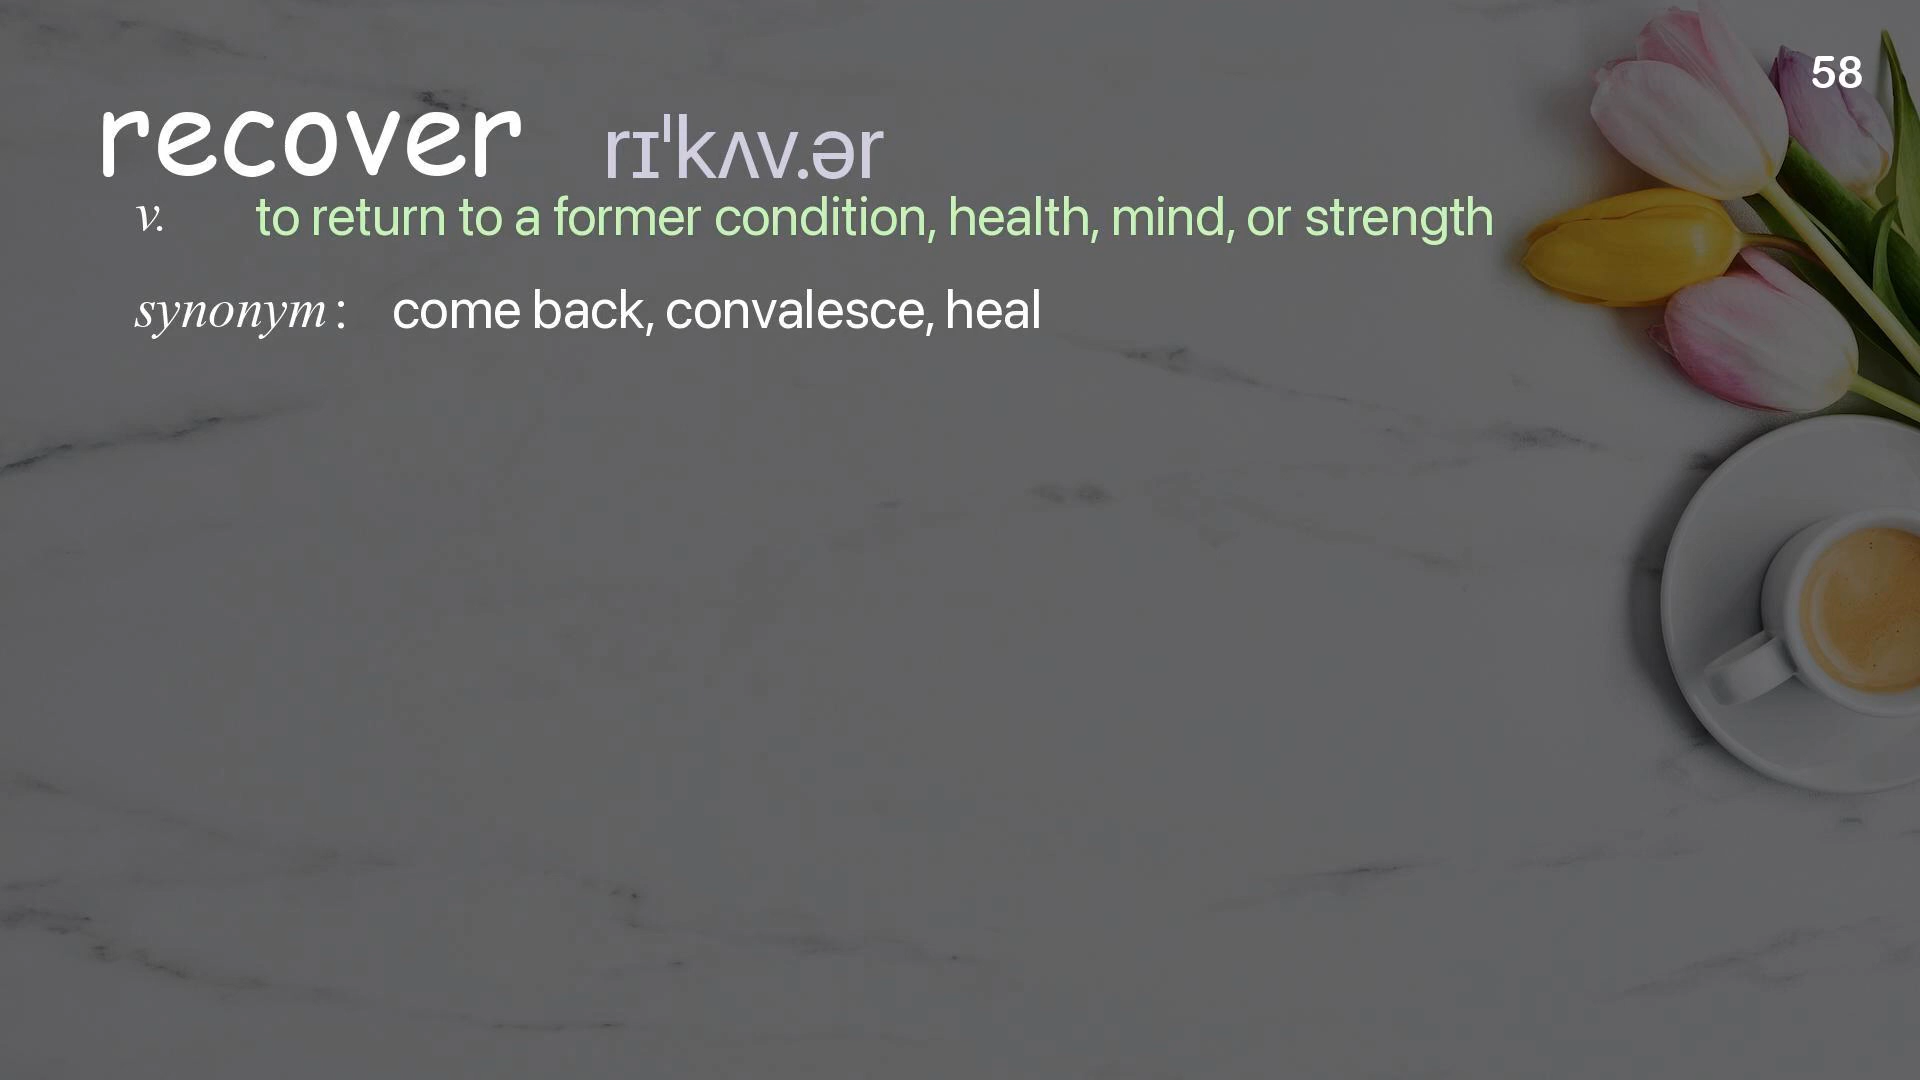 58
recover rɪˈkʌv.ər
v. to return to a former condition, health, mind, or strength
synonym: come back, convalesce, heal